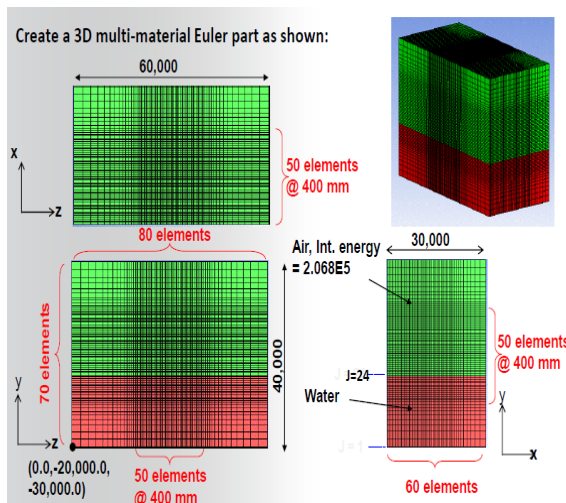 Create a 3D multi-material Euler part as shown:
60,000
x
z
50 elements
@ 400 mm
80 elements
Air, Int. energy
= 2.068E5
30,000
70 elements
40,000
50 elements
@ 400 mm
J=24
Water
y
z
y
x
J = 1
(0.0,-20,000.0,
-30,000.0)
50 elements
@ 400 mm
60 elements